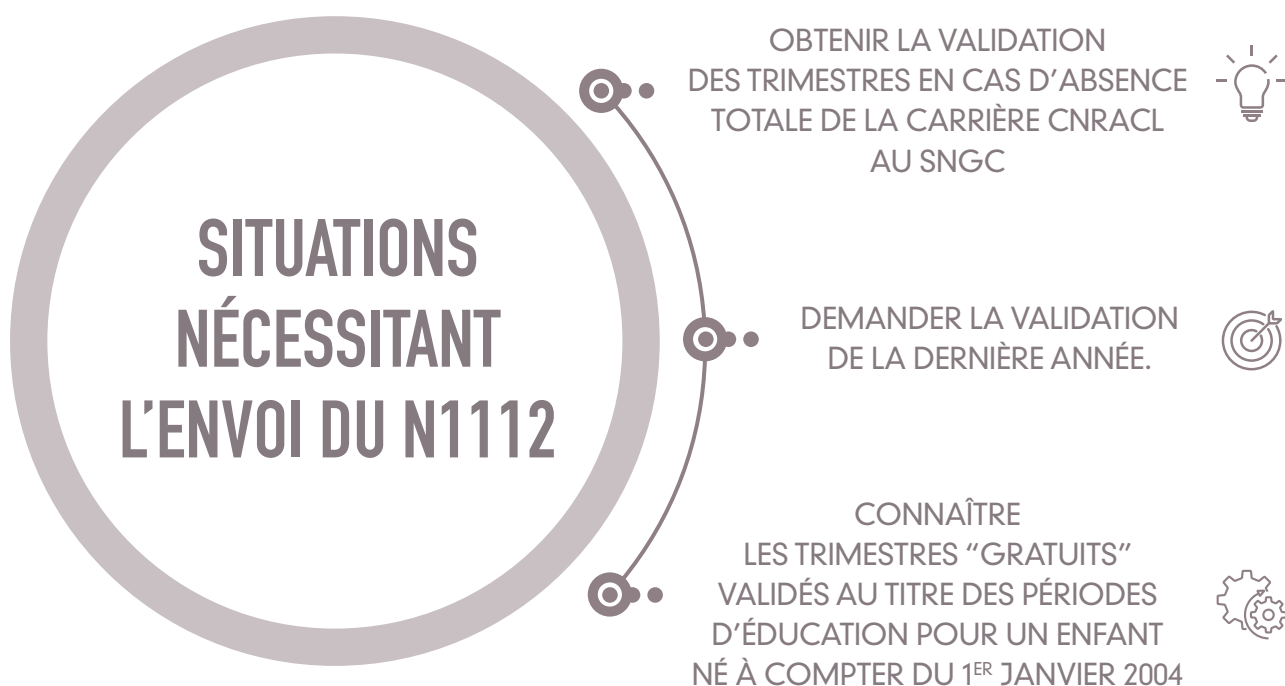 SITUATIONS
NÉCESSITANT
L'ENVOI DU N1112
OBTENIR LA VALIDATION
DES TRIMESTRES EN CAS D'ABSENCE
TOTALE DE LA CARRIÈRE CNRACL
AU SNGC
DEMANDER LA VALIDATION
DE LA DERNIÈRE ANNÉE.
CONNAÎTRE
LES TRIMESTRES “GRATUITS”
VALIDÉS AU TITRE DES PÉRIODES
D'ÉDUCATION POUR UN ENFANT
NÉ À COMPTER DU 1ER JANVIER 2004